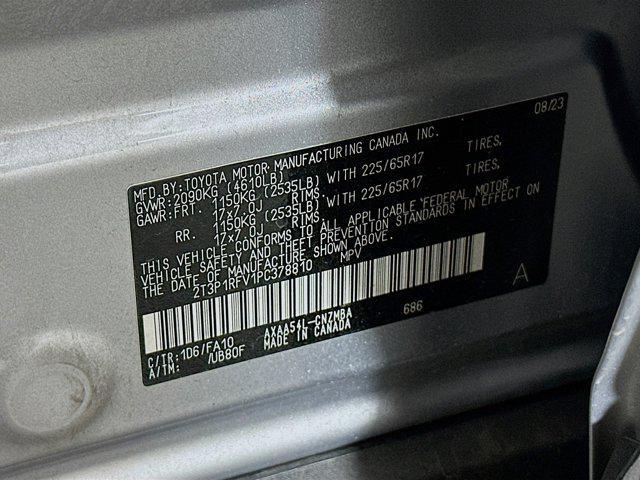 08/23
MFD.BY:TOYOTA MOTOR MANUFACTURING CANADA INC.
GVWR:2090KG (4610LB)
GAWR:FRT. 1150KG (2535LB) WITH 225/65R17 TIRES,
17x7.0J RIMS
RR. 1150KG (2535LB) WITH 225/65R17 TIRES,
17x7.0J RIMS.
THIS VEHICLE CONFORMS TO ALL APPLICABLE FEDERAL MOTOR
VEHICLE SAFETY AND THEFT PREVENTION STANDARDS IN EFFECT ON
THE DATE OF MANUFACTURE SHOWN ABOVE.
2T3P1RFV1PC378810 MPV
A
C/TR:1D6/FA10 AXAA54L-CNZMBA 686
A/TM: /UB80F MADE IN CANADA